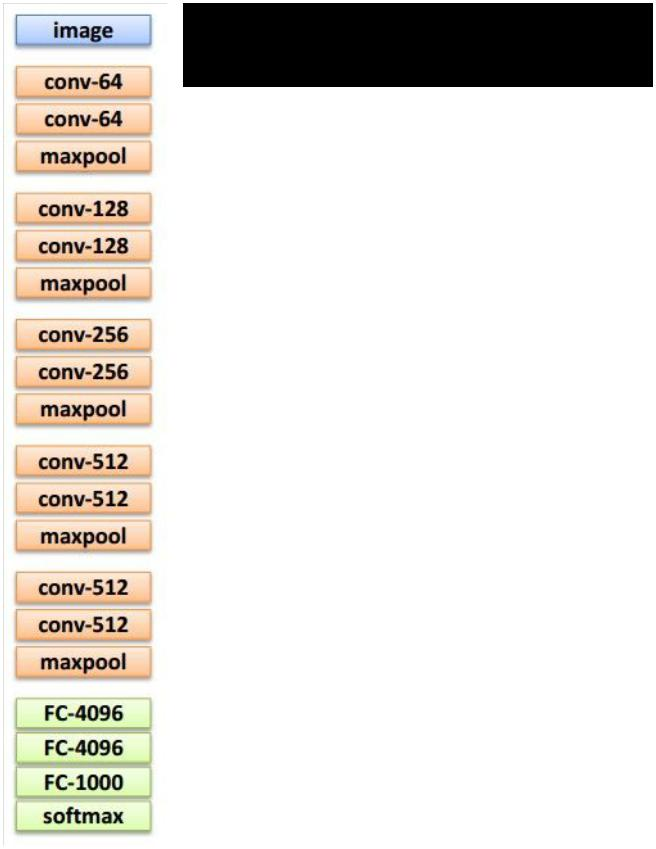 image
conv-64
conv-64
maxpool
conv-128
conv-128
maxpool
conv-256
conv-256
maxpool
conv-512
conv-512
maxpool
conv-512
conv-512
maxpool
FC-4096
FC-4096
FC-1000
softmax